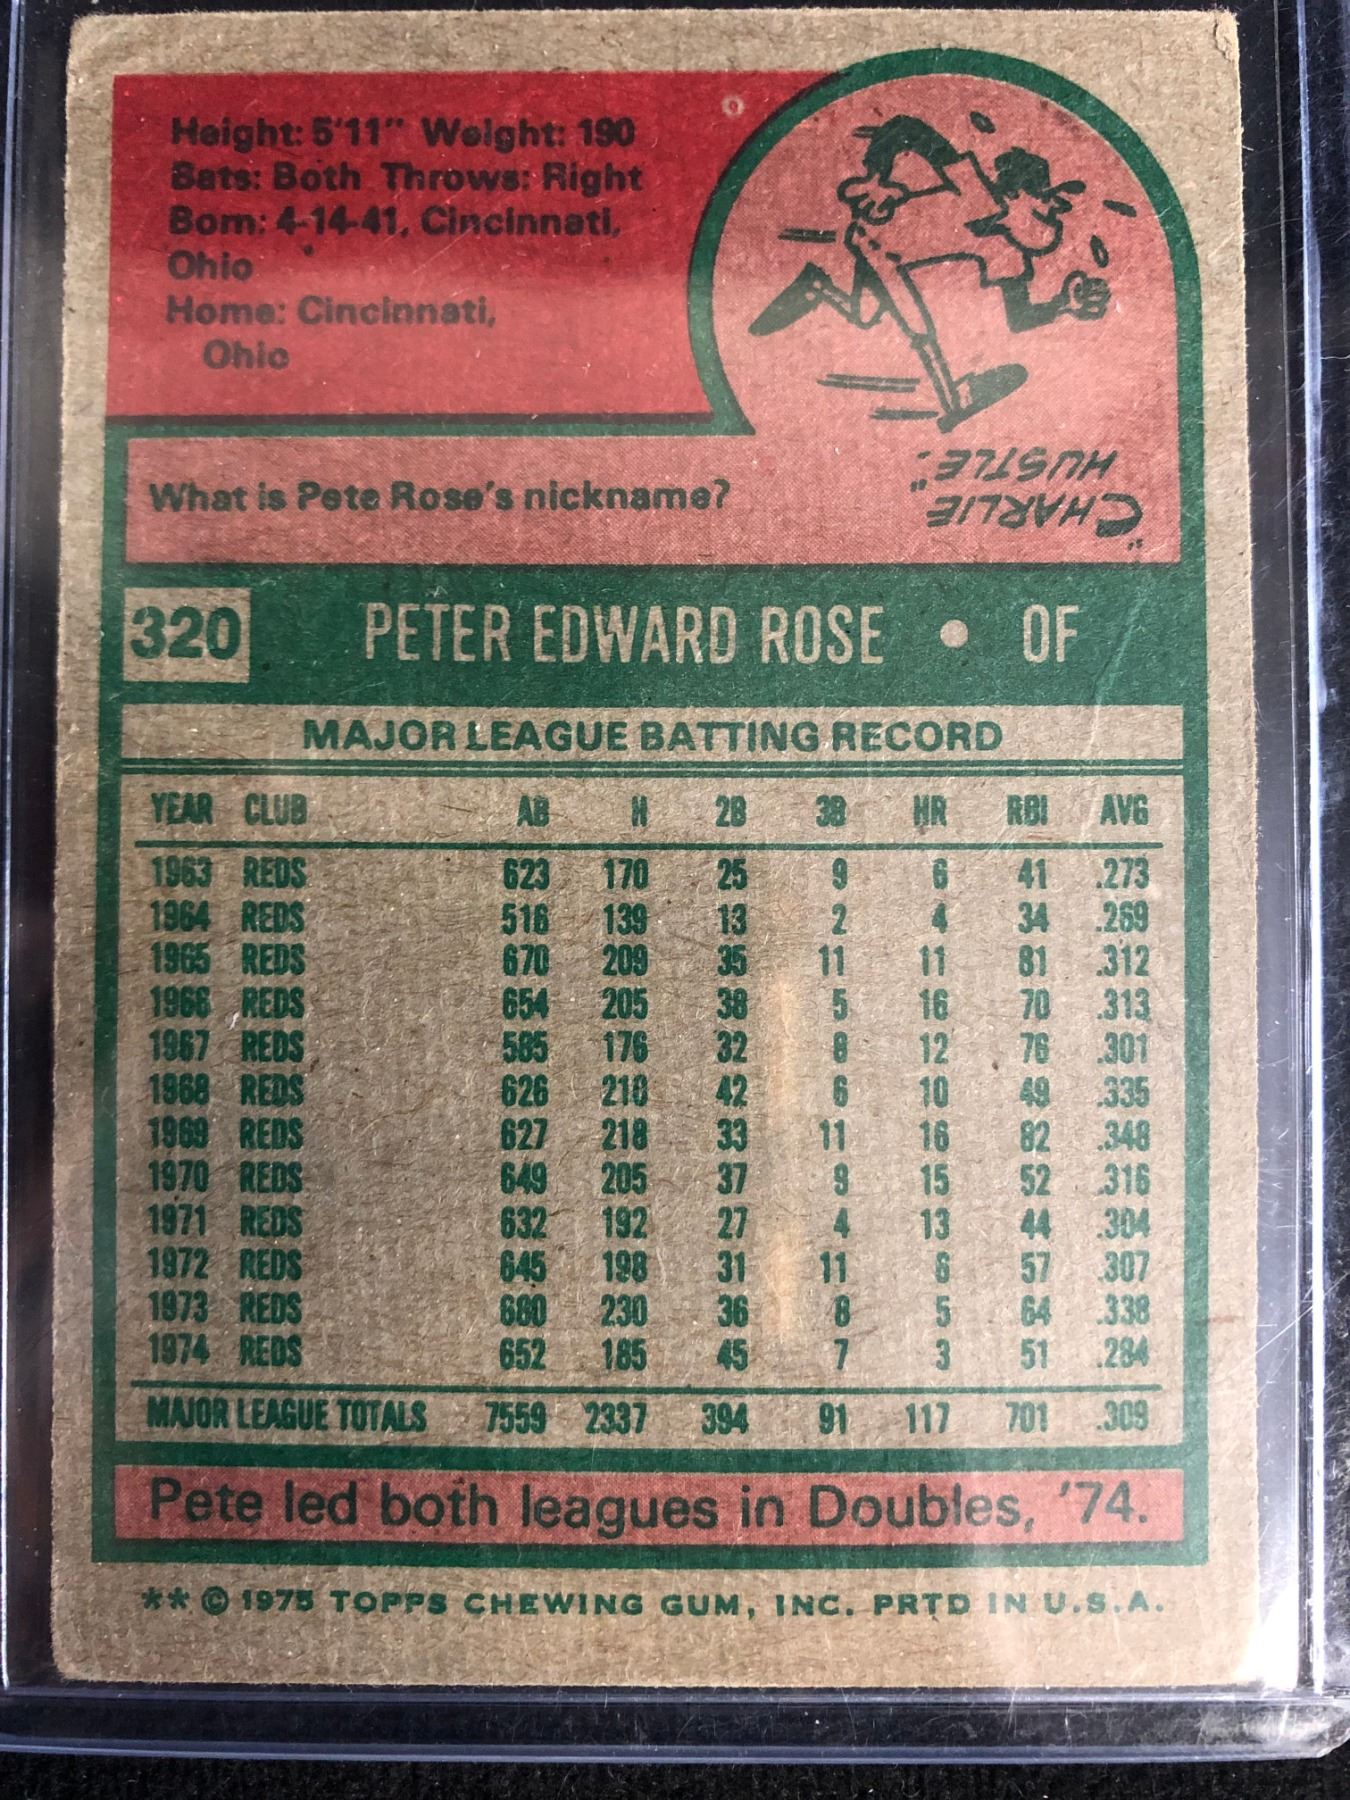 Height: 5'11" Weight: 190
Bats: Both Throws: Right
Born: 4-14-41, Cincinnati,
Ohio
Home: Cincinnati,
Ohio
What is Pete Rose's nickname?
"CHARLIE
HUSTLE."
320 PETER EDWARD ROSE • OF
MAJOR LEAGUE BATTING RECORD
YEAR CLUB AB H 2B 3B HR RBI AVG
1963 REDS 623 170 25 9 6 41 .273
1964 REDS 516 139 13 2 4 34 .269
1965 REDS 670 209 35 11 11 81 .312
1966 REDS 654 205 38 5 16 70 .313
1967 REDS 585 176 32 8 12 76 .301
1968 REDS 626 210 42 6 10 49 .335
1969 REDS 627 218 33 11 16 82 .348
1970 REDS 649 205 37 9 15 52 .316
1971 REDS 632 192 27 4 13 44 .304
1972 REDS 645 198 31 11 6 57 .307
1973 REDS 680 230 36 8 5 64 .338
1974 REDS 652 185 45 7 3 51 .284
MAJOR LEAGUE TOTALS 7559 2337 394 91 117 701 .309
Pete led both leagues in Doubles, '74.
** © 1975 TOPPS CHEWING GUM, INC. PRTD IN U.S.A.